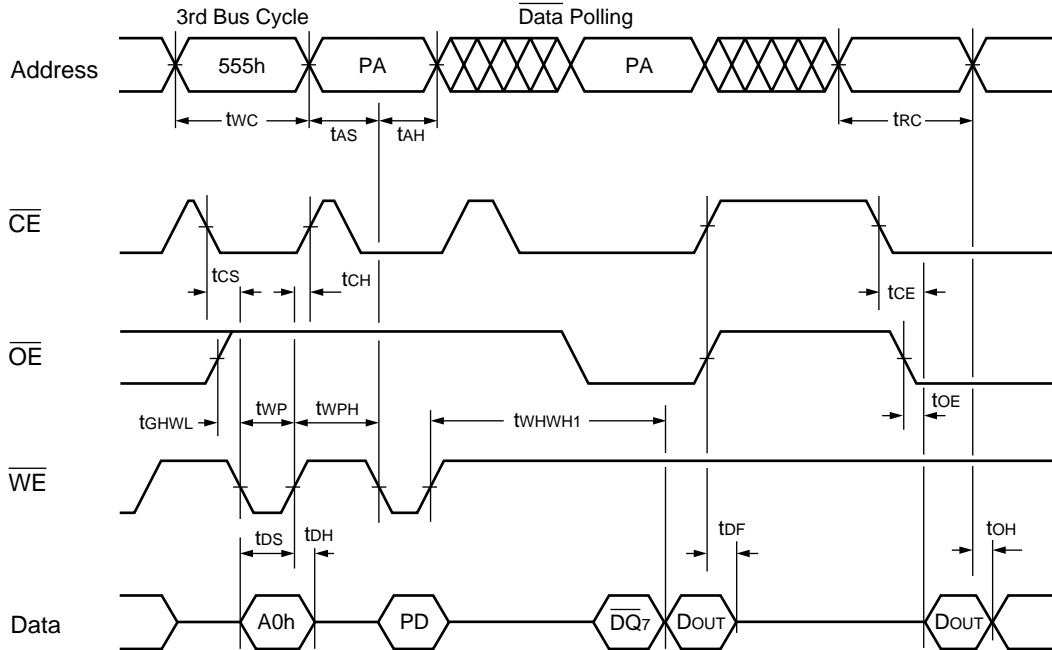 3rd Bus Cycle Data Polling
Address 555h PA PA
tWC tAS tAH tRC
CE
tCS tCH tCE
OE
tGHWL tWP tWPH tWHWH1 tOE
WE
tDS tDH tDF tOH
Data A0h PD DQ7 DOUT DOUT